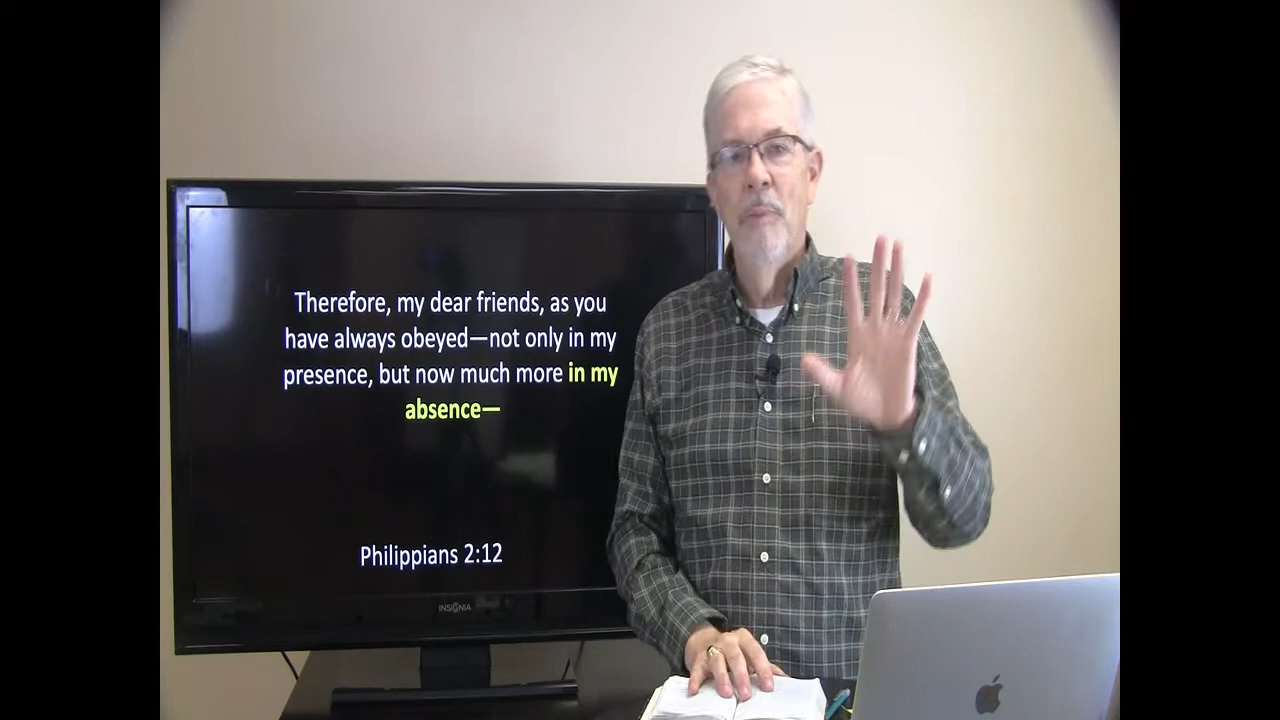 Therefore, my dear friends, as you
have always obeyed—not only in my
presence, but now much more in my
absence—
Philippians 2:12
INSIGNIA